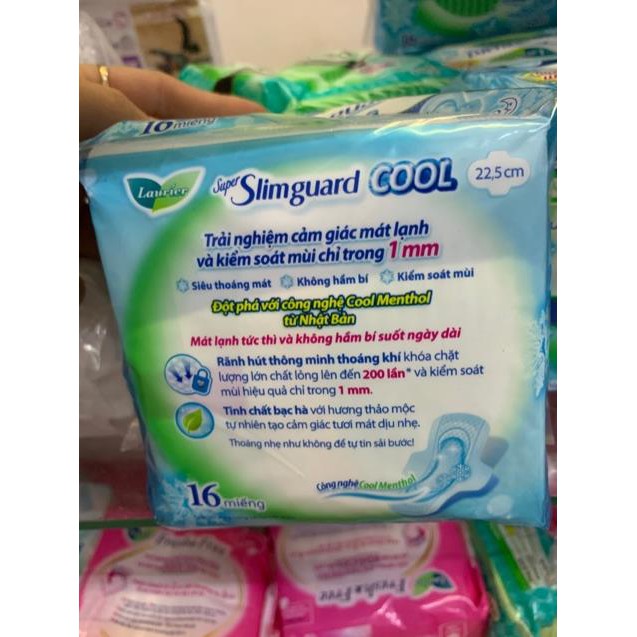 16 miếng
Laurier
Super Slimguard COOL
22,5cm
Trải nghiệm cảm giác mát lạnh
và kiểm soát mùi chỉ trong 1 mm
Siêu thoáng mát Không hầm bí Kiểm soát mùi
Đột phá với công nghệ Cool Menthol
từ Nhật Bản
Mát lạnh tức thì và không hầm bí suốt ngày dài
Rãnh hút thông minh thoáng khí khóa chặt
lượng lớn chất lỏng lên đến 200 lần* và kiểm soát
mùi hiệu quả chỉ trong 1 mm.
Tinh chất bạc hà với hương thảo mộc
tự nhiên tạo cảm giác tươi mát dịu nhẹ.
Thoáng nhẹ như không để tự tin sải bước!
Công nghệ Cool Menthol
16 miếng